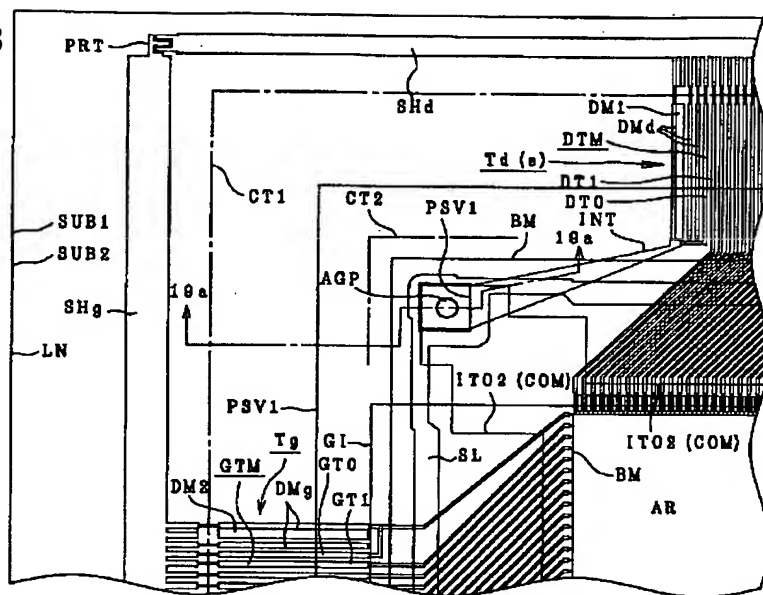 PRT
SHd
DM1
DMd
DTM
Td (s)
DT1
DT0
CT1
CT2
PSV1
BM
INT
SUB1
SUB2
19a
19a
AGP
SHg
LN
ITO2 (COM)
PSV1
GI
SL
ITO2 (COM)
Tg
GTM
GT0
DM2
DMg
GT1
BM
AR